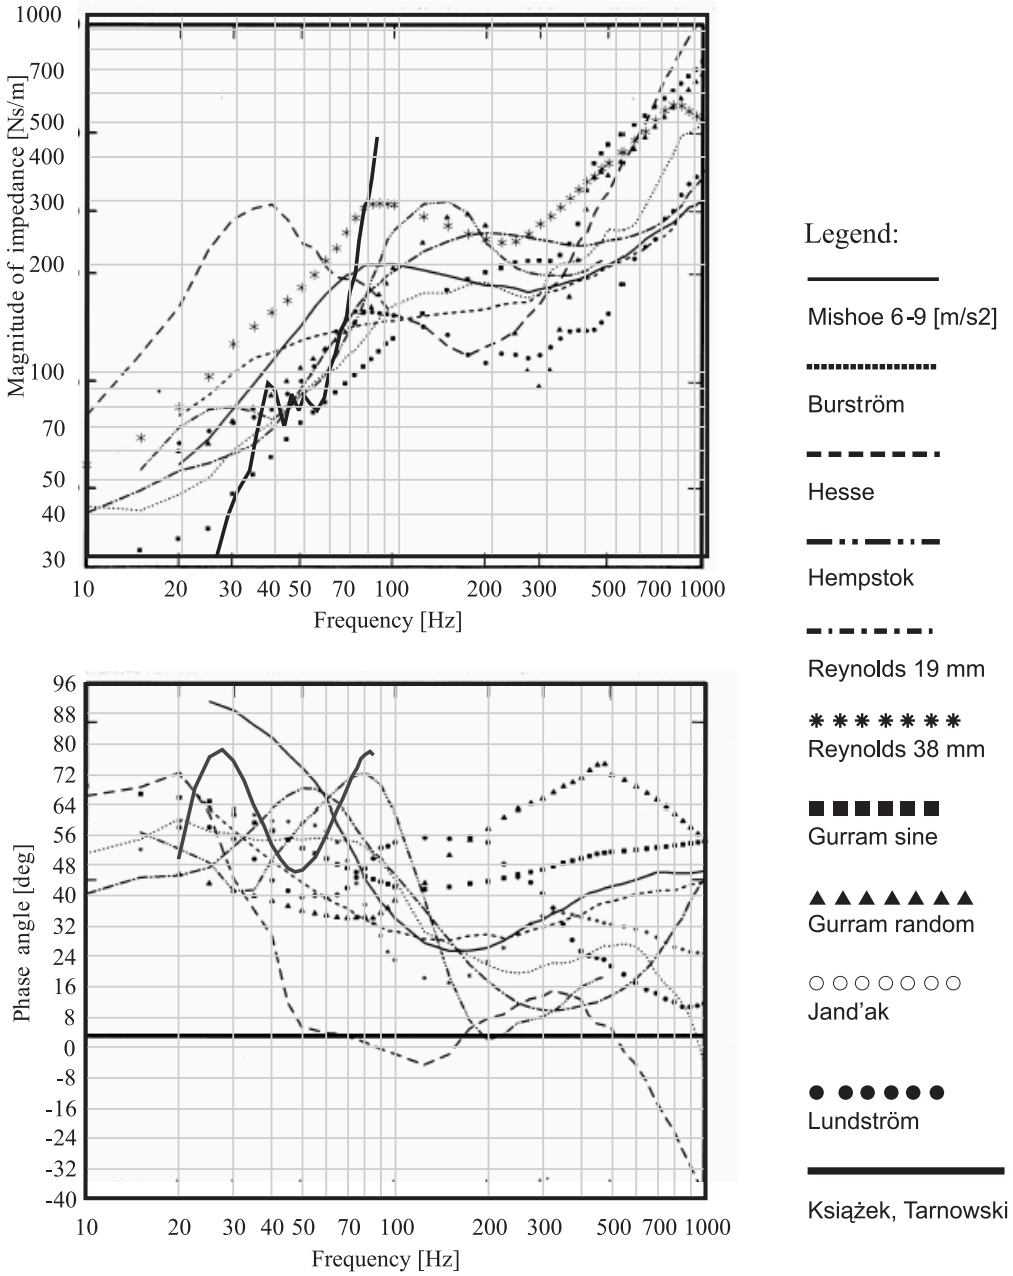 1000
700
500
400
300
200
100
70
50
40
30
Magnitude of impedance [Ns/m]
10 20 30 40 50 70 100 200 300 500 700 1000
Frequency [Hz]
96
88
80
72
64
56
48
40
32
24
16
8
0
-8
-16
-24
-32
-40
Phase angle [deg]
10 20 30 40 50 70 100 200 300 500 700 1000
Frequency [Hz]
Legend:
Mishoe 6-9 [m/s2]
Burström
Hesse
Hempstok
Reynolds 19 mm
Reynolds 38 mm
Gurram sine
Gurram random
Jand'ak
Lundström
Książek, Tarnowski